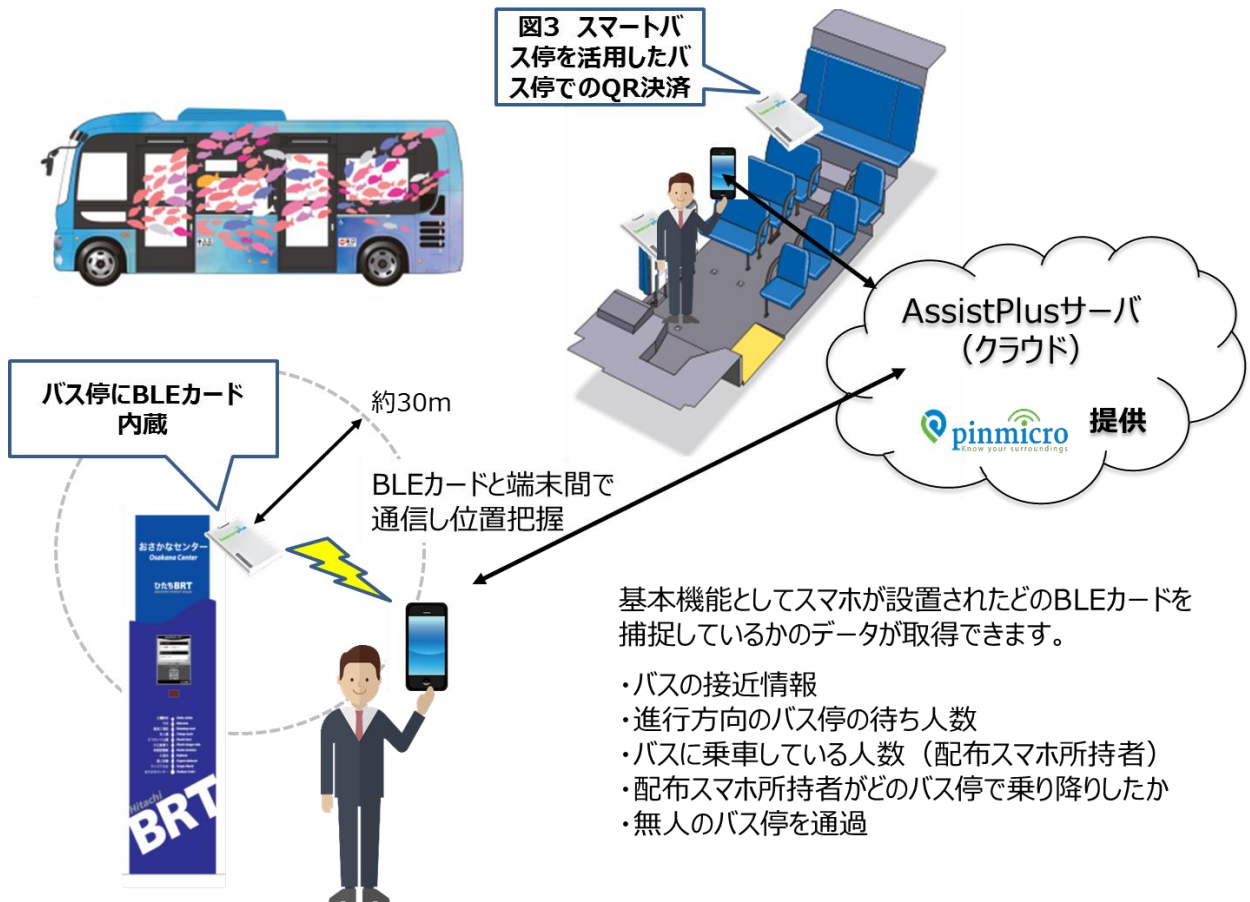 図3 スマートバ
ス停を活用したバ
ス停でのQR決済
AssistPlusサーバ
（クラウド）
pinmicro
Know your surroundings
提供
バス停にBLEカード
内蔵
約30m
BLEカードと端末間で
通信し位置把握
おさかなセンター
Osakana Center
ひたちBRT
Hitachi
BRT
基本機能としてスマホが設置されたどのBLEカードを
捕捉しているかのデータが取得できます。
・バスの接近情報
・進行方向のバス停の待ち人数
・バスに乗車している人数（配布スマホ所持者）
・配布スマホ所持者がどのバス停で乗り降りしたか
・無人のバス停を通過